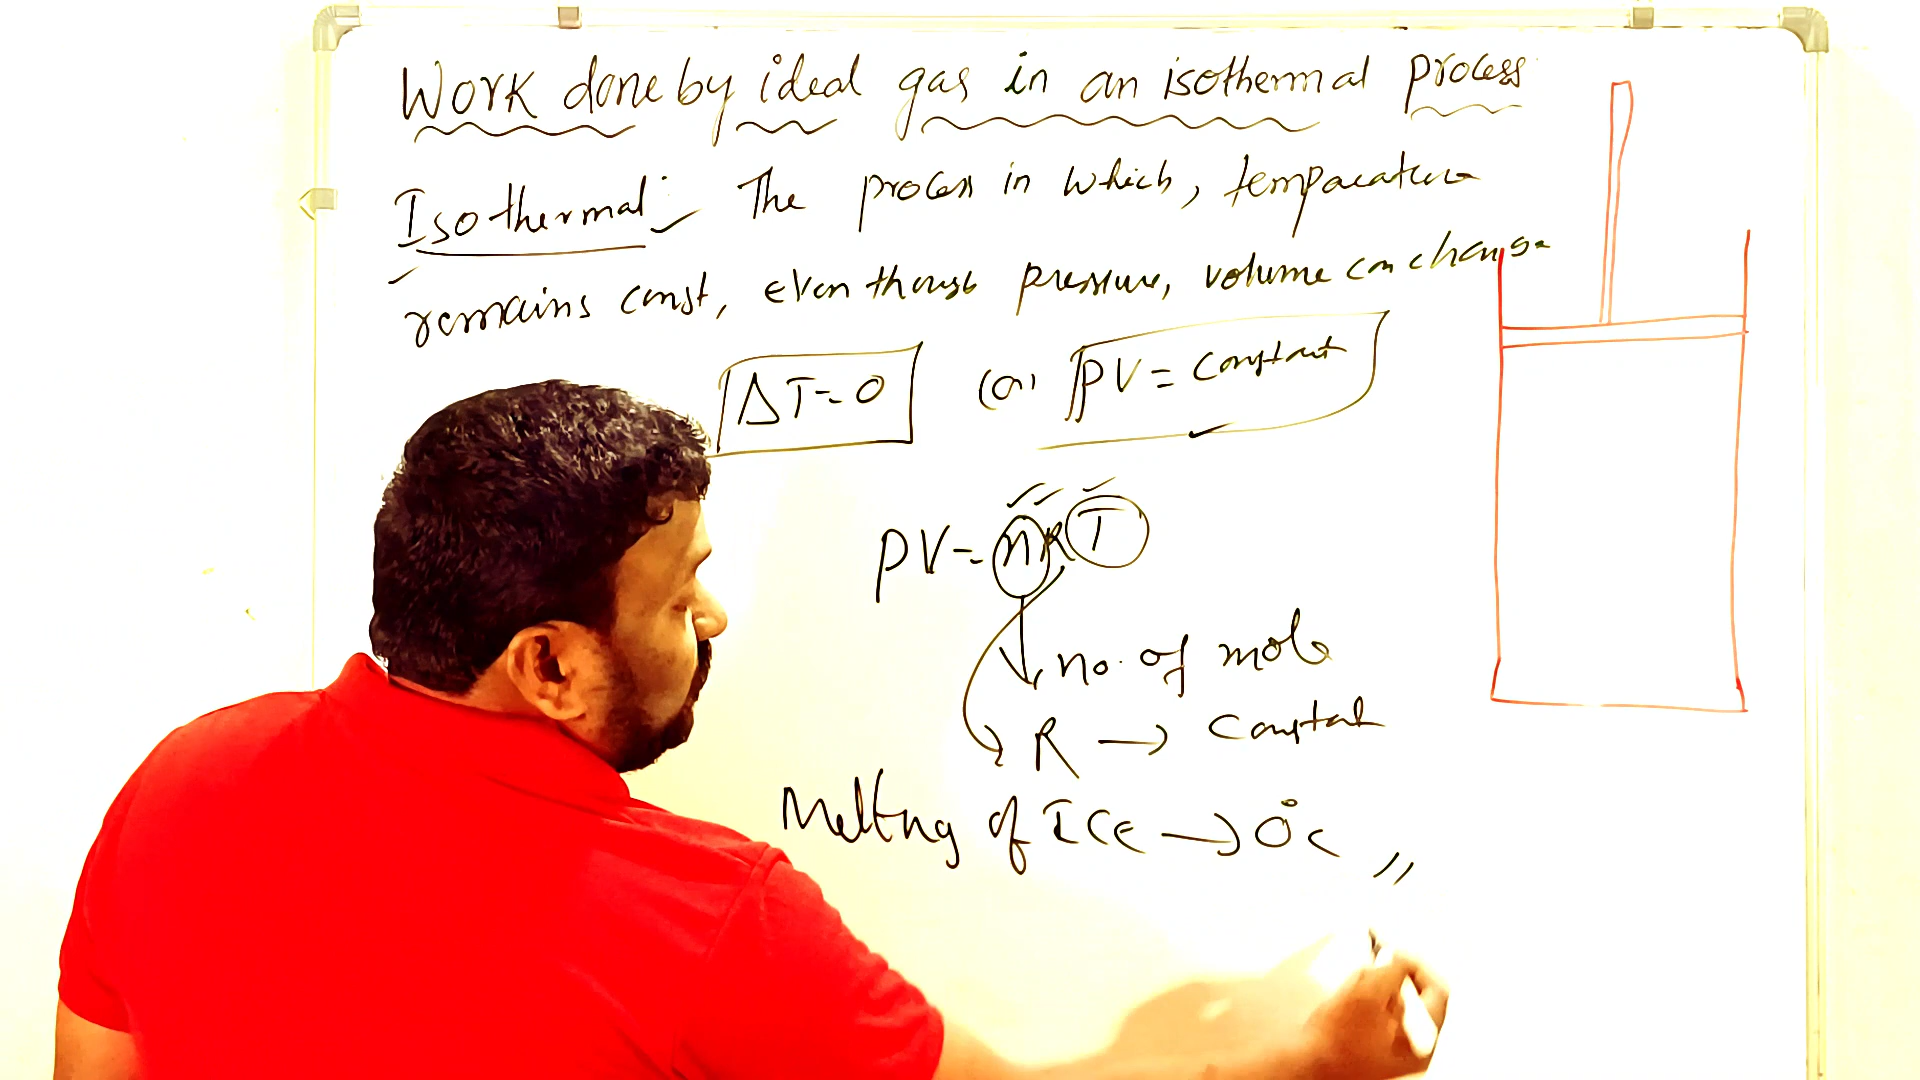 Work done by ideal gas in an isothermal process
Isothermal:- The process in which, temparature
remains const, even though pressure, volume can change
ΔT=0 (or) PV = constant
PV = nRT
no. of mole
R → Constant
Melting of ICE → 0°c